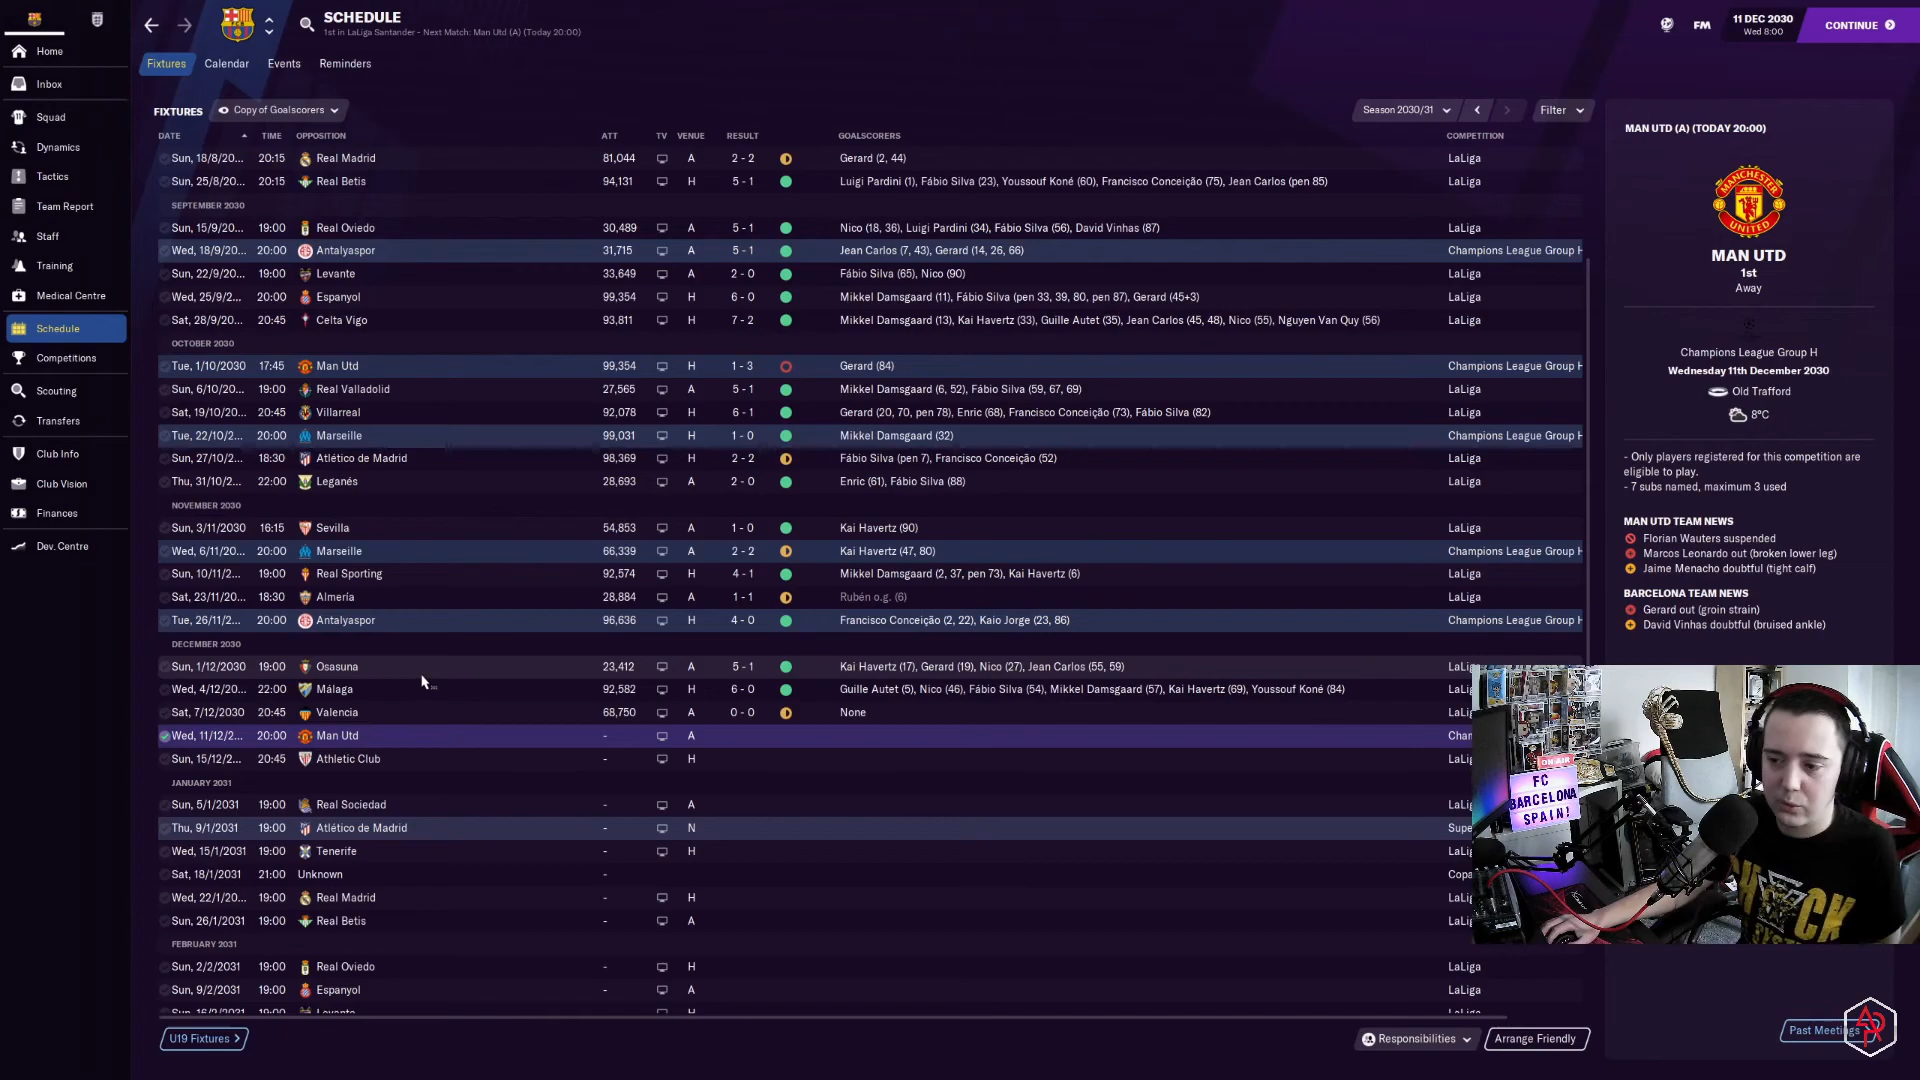 SCHEDULE
1st in LaLiga Santander - Next Match: Man Utd (A) (Today 20:00)
FM
11 DEC 2030
Wed 8:00
CONTINUE
Home
Inbox
Squad
Dynamics
Tactics
Team Report
Staff
Training
Medical Centre
Schedule
Competitions
Scouting
Transfers
Club Info
Club Vision
Finances
Dev. Centre
Fixtures Calendar Events Reminders
FIXTURES Copy of Goalscorers Season 2030/31 Filter
DATE TIME OPPOSITION ATT TV VENUE RESULT GOALSCORERS COMPETITION
Sun, 18/8/20... 20:15 Real Madrid 81,044 A 2 - 2 Gerard (2, 44) LaLiga
Sun, 25/8/20... 20:15 Real Betis 94,131 H 5 - 1 Luigi Pardini (1), Fábio Silva (23), Youssouf Koné (60), Francisco Conceição (75), Jean Carlos (pen 85) LaLiga
SEPTEMBER 2030
Sun, 15/9/20... 19:00 Real Oviedo 30,489 A 5 - 1 Nico (18, 36), Luigi Pardini (34), Fábio Silva (56), David Vinhas (87) LaLiga
Wed, 18/9/20... 20:00 Antalyaspor 31,715 A 5 - 1 Jean Carlos (7, 43), Gerard (14, 26, 66) Champions League Group H
Sun, 22/9/20... 19:00 Levante 33,649 A 2 - 0 Fábio Silva (65), Nico (90) LaLiga
Wed, 25/9/2... 20:00 Espanyol 99,354 H 6 - 0 Mikkel Damsgaard (11), Fábio Silva (pen 33, 39, 80, pen 87), Gerard (45+3) LaLiga
Sat, 28/9/20... 20:45 Celta Vigo 93,811 H 7 - 2 Mikkel Damsgaard (13), Kai Havertz (33), Guille Autet (35), Jean Carlos (45, 48), Nico (55), Nguyen Van Quy (56) LaLiga
OCTOBER 2030
Tue, 1/10/2030 17:45 Man Utd 99,354 H 1 - 3 Gerard (84) Champions League Group H
Sun, 6/10/20... 19:00 Real Valladolid 27,565 A 5 - 1 Mikkel Damsgaard (6, 52), Fábio Silva (59, 67, 69) LaLiga
Sat, 19/10/20... 20:45 Villarreal 92,078 H 6 - 1 Gerard (20, 70, pen 78), Enric (68), Francisco Conceição (73), Fábio Silva (82) LaLiga
Tue, 22/10/2... 20:00 Marseille 99,031 H 1 - 0 Mikkel Damsgaard (32) Champions League Group H
Sun, 27/10/2... 18:30 Atlético de Madrid 98,369 H 2 - 2 Fábio Silva (pen 7), Francisco Conceição (52) LaLiga
Thu, 31/10/2... 22:00 Leganés 28,693 A 2 - 0 Enric (61), Fábio Silva (88) LaLiga
NOVEMBER 2030
Sun, 3/11/2030 16:15 Sevilla 54,853 A 1 - 0 Kai Havertz (90) LaLiga
Wed, 6/11/20... 20:00 Marseille 66,339 A 2 - 2 Kai Havertz (47, 80) Champions League Group H
Sun, 10/11/2... 19:00 Real Sporting 92,574 H 4 - 1 Mikkel Damsgaard (2, 37, pen 73), Kai Havertz (6) LaLiga
Sat, 23/11/20... 18:30 Almería 28,884 A 1 - 1 Rubén o.g. (6) LaLiga
Tue, 26/11/2... 20:00 Antalyaspor 96,636 H 4 - 0 Francisco Conceição (2, 22), Kaio Jorge (23, 86) Champions League Group H
DECEMBER 2030
Sun, 1/12/2030 19:00 Osasuna 23,412 A 5 - 1 Kai Havertz (17), Gerard (19), Nico (27), Jean Carlos (55, 59) LaLi
Wed, 4/12/20... 22:00 Málaga 92,582 H 6 - 0 Guille Autet (5), Nico (46), Fábio Silva (54), Mikkel Damsgaard (57), Kai Havertz (69), Youssouf Koné (84) LaLi
Sat, 7/12/2030 20:45 Valencia 68,750 A 0 - 0 None LaLi
Wed, 11/12/2... 20:00 Man Utd - A Cham
Sun, 15/12/2... 20:45 Athletic Club - H LaLi
JANUARY 2031
Sun, 5/1/2031 19:00 Real Sociedad - A LaLi
Thu, 9/1/2031 19:00 Atlético de Madrid - N Supe
Wed, 15/1/2031 19:00 Tenerife - H LaLi
Sat, 18/1/2031 21:00 Unknown - Copa
Wed, 22/1/2031 19:00 Real Madrid - H LaLi
Sun, 26/1/2031 19:00 Real Betis - A LaLi
FEBRUARY 2031
Sun, 2/2/2031 19:00 Real Oviedo - H LaLiga
Sun, 9/2/2031 19:00 Espanyol - A LaLiga
Sun, 16/2/2031 19:00 Levante - H LaLiga
U19 Fixtures Responsibilities Arrange Friendly
MAN UTD (A) (TODAY 20:00)
MANCHESTER
UNITED
MAN UTD
1st
Away
Champions League Group H
Wednesday 11th December 2030
Old Trafford
8°C
- Only players registered for this competition are
eligible to play.
- 7 subs named, maximum 3 used
MAN UTD TEAM NEWS
Florian Wauters suspended
Marcos Leonardo out (broken lower leg)
Jaime Menacho doubtful (tight calf)
BARCELONA TEAM NEWS
Gerard out (groin strain)
David Vinhas doubtful (bruised ankle)
ON AIR
FC
BARCELONA
SPAIN!
Past Meetings